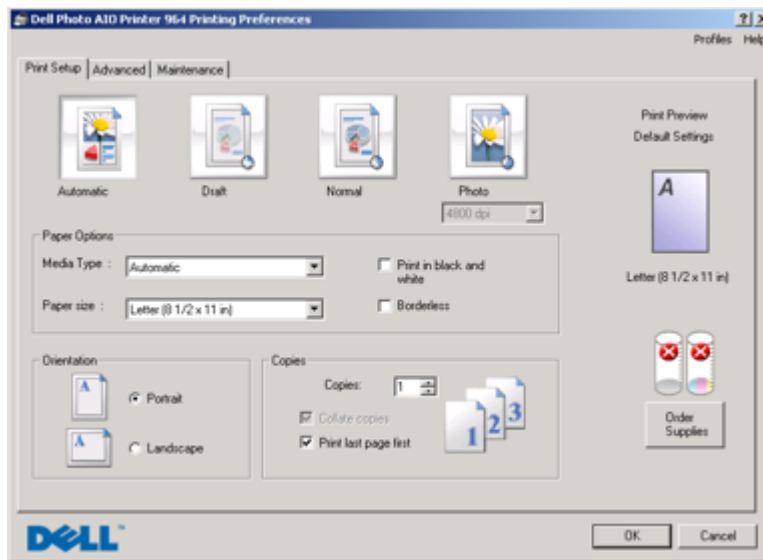 Dell Photo AIO Printer 964 Printing Preferences
Profiles Help
Print Setup Advanced Maintenance
Automatic
Draft
Normal
Photo
4800 dpi
Print Preview
Default Settings
A
Letter (8 1/2 x 11 in)
Paper Options
Media Type :
Automatic
Print in black and
white
Paper size :
Letter (8 1/2 x 11 in)
Borderless
Orientation
A
Portrait
A
Landscape
Copies
Copies:
1
Collate copies
Print last page first
1 2 3
Order
Supplies
DELL™
OK Cancel